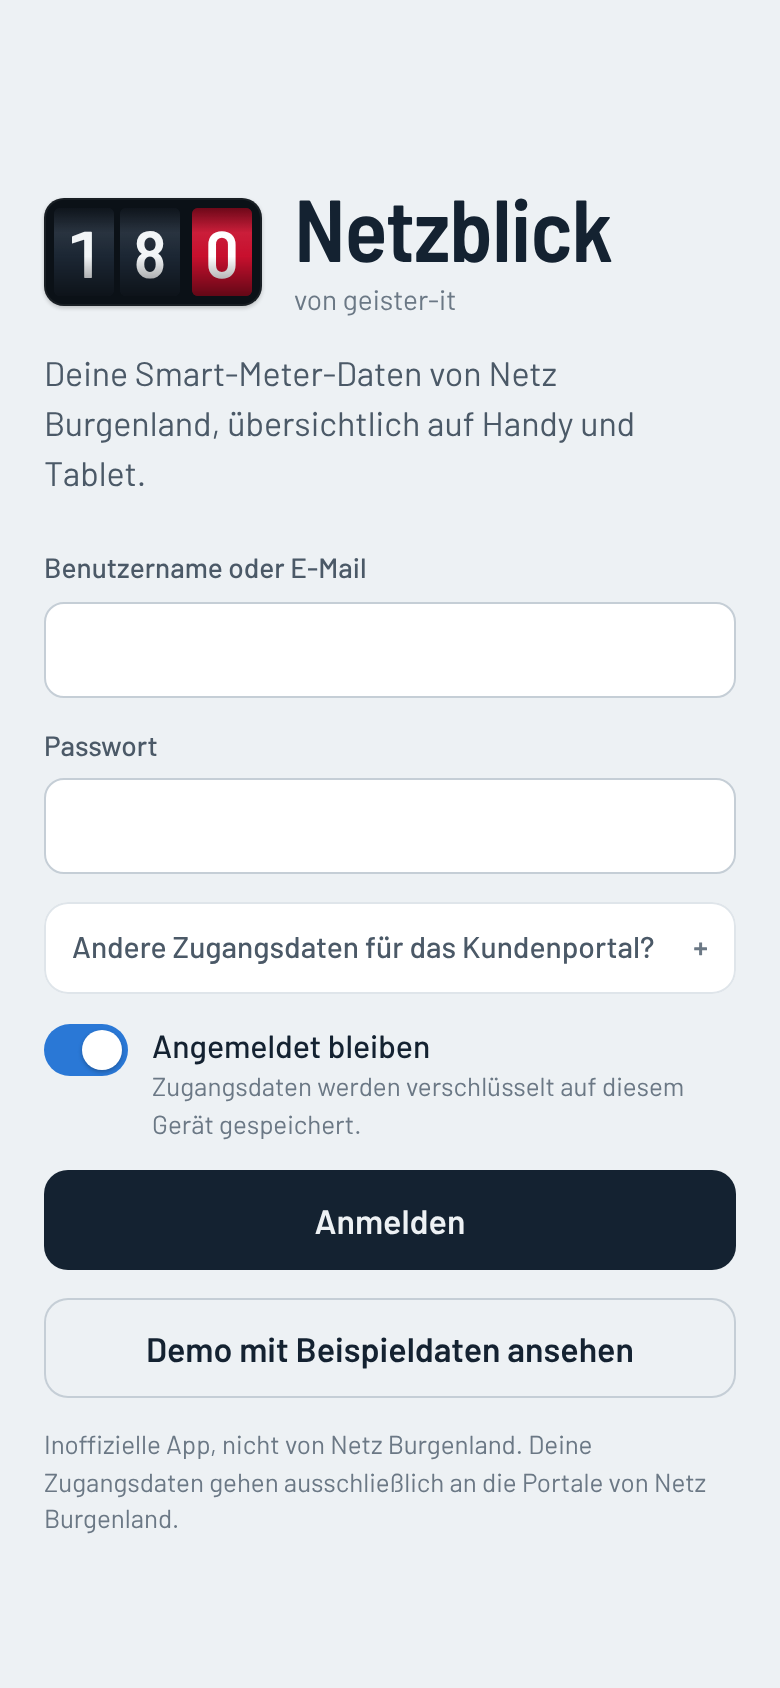 180
Netzblick
von geister-it
Deine Smart-Meter-Daten von Netz
Burgenland, übersichtlich auf Handy und
Tablet.
Benutzername oder E-Mail
Passwort
Andere Zugangsdaten für das Kundenportal? +
Angemeldet bleiben
Zugangsdaten werden verschlüsselt auf diesem
Gerät gespeichert.
Anmelden
Demo mit Beispieldaten ansehen
Inoffizielle App, nicht von Netz Burgenland. Deine
Zugangsdaten gehen ausschließlich an die Portale von Netz
Burgenland.